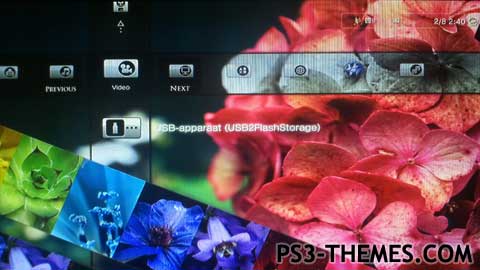 2/8 2:40
PREVIOUS
Video
NEXT
USB-apparaat (USB2FlashStorage)
PS3-THEMES.COM